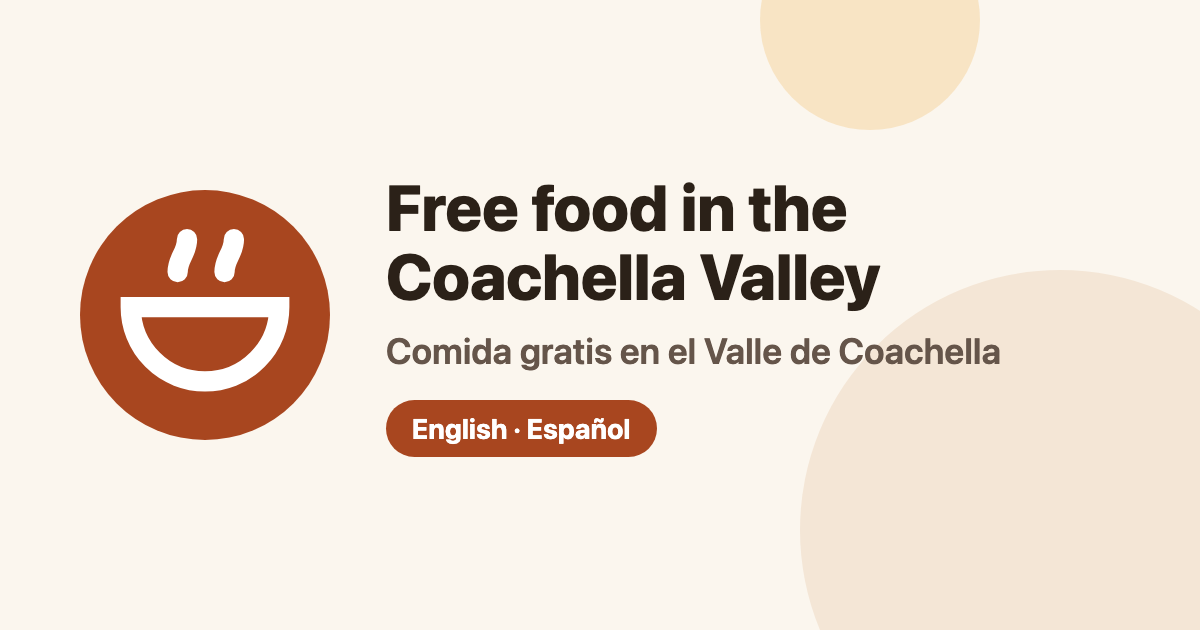 Free food in the
Coachella Valley
Comida gratis en el Valle de Coachella
English · Español